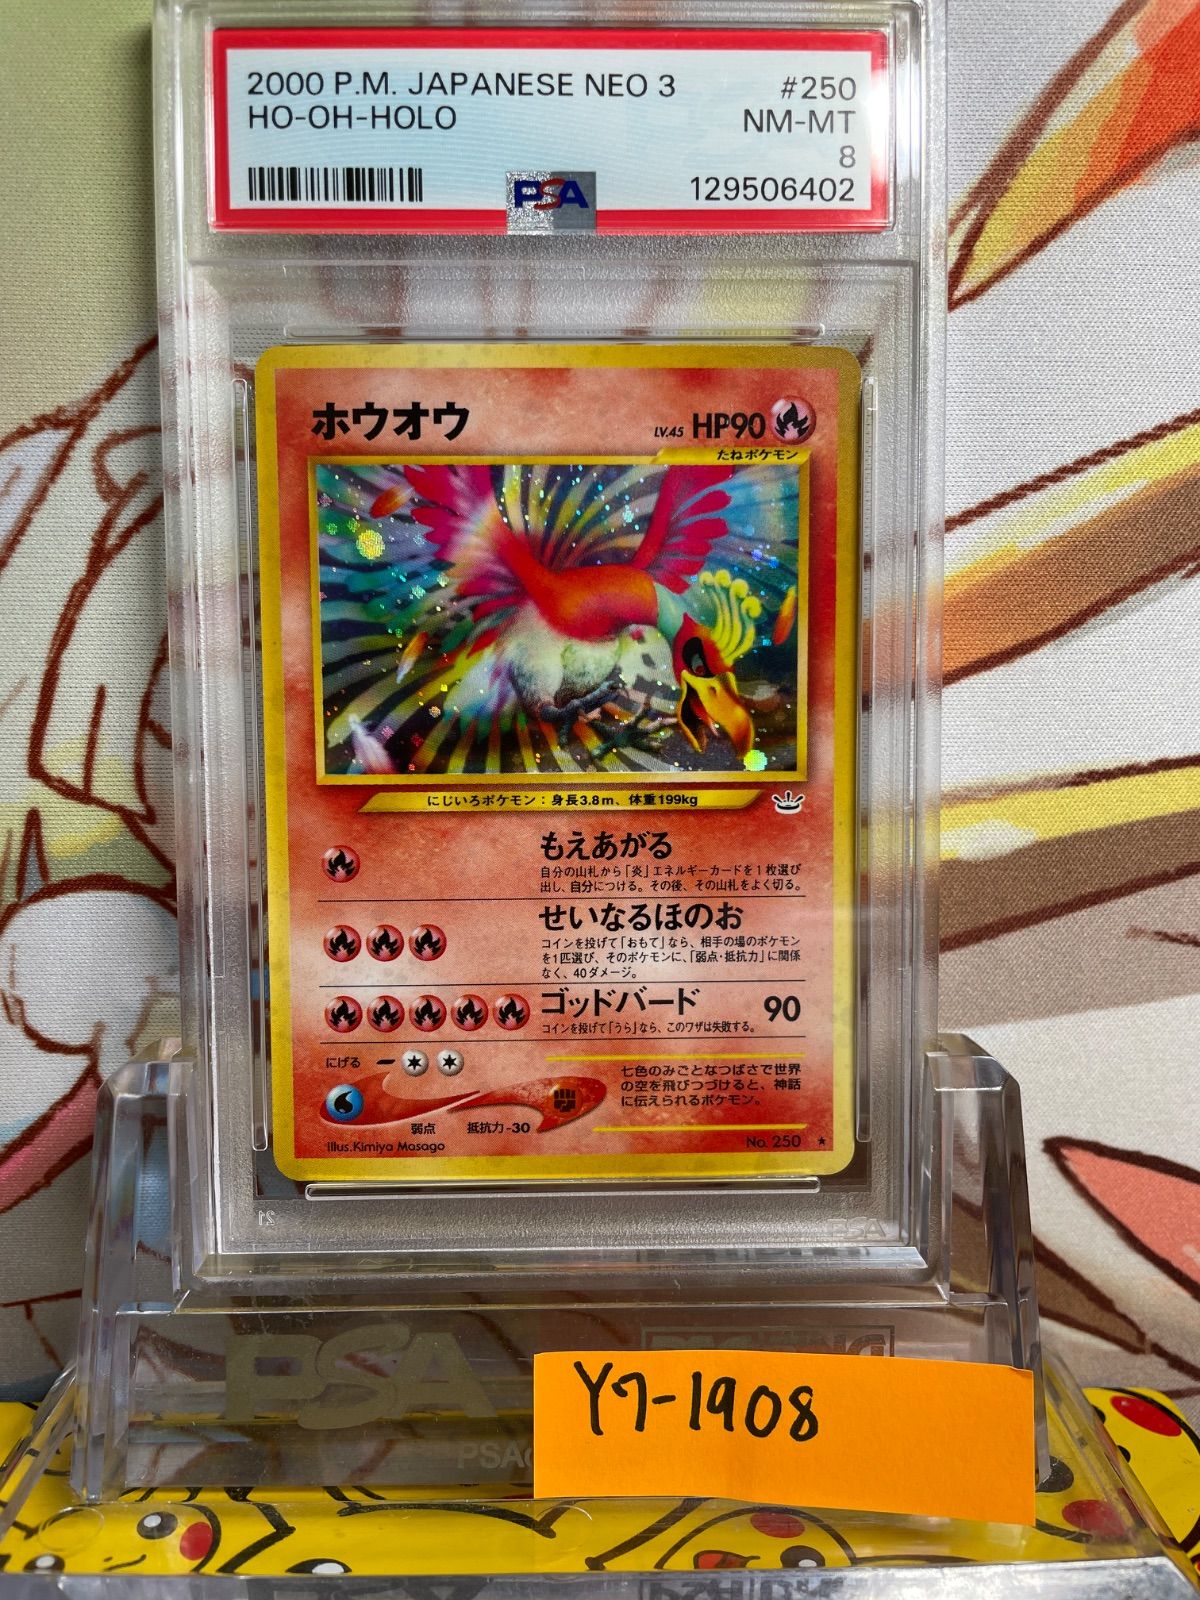 2000 P.M. JAPANESE NEO 3 #250
HO-OH-HOLO NM-MT
8
PSA 129506402
ホウオウ LV.45 HP90
たねポケモン
にじいろポケモン：身長3.8m、体重199kg
もえあがる
自分の山札から「炎」エネルギーカードを1枚選び
出し、自分につける。その後、その山札をよく切る。
せいなるほのお
コインを投げて「おもて」なら、相手の場のポケモン
を1匹選び、そのポケモンに、「弱点・抵抗力」に関係
なく、40ダメージ。
ゴッドバード 90
コインを投げて「うら」なら、このワザは失敗する。
にげる
弱点 抵抗力 -30
七色のみごとなつばさで世界
の空を飛びつづけると、神話
に伝えられるポケモン。
Illus.Kimiya Masago No. 250 ★
21 PSA
PSA
Y7-1908